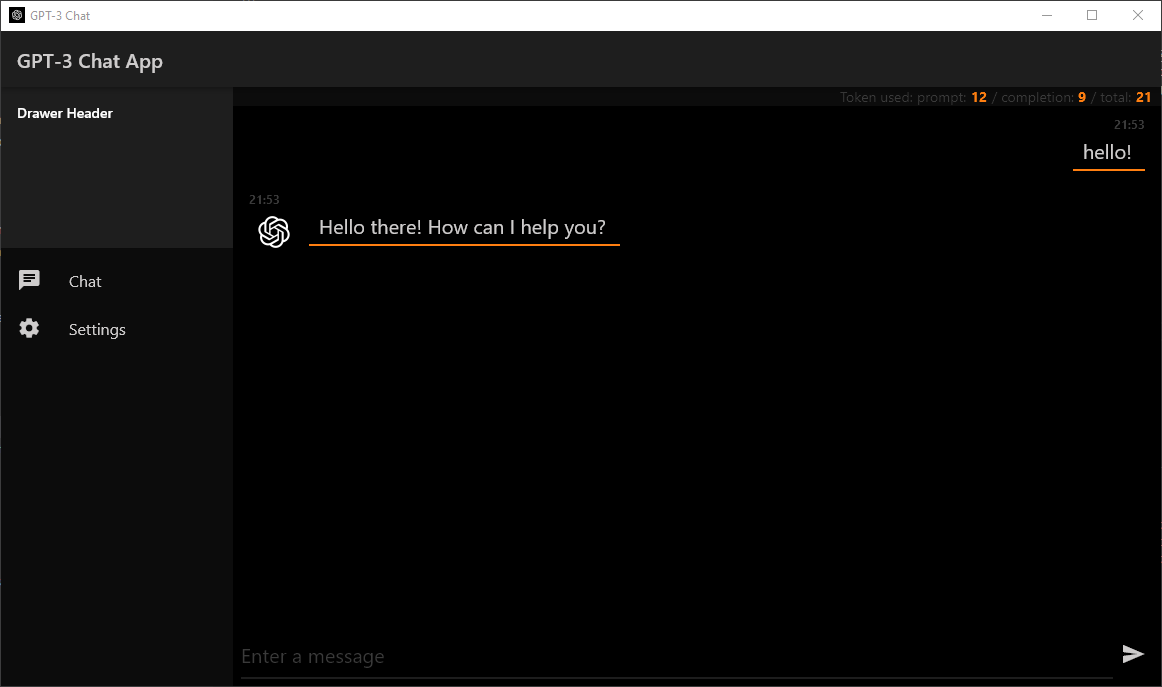 GPT-3 Chat
GPT-3 Chat App
Drawer Header
Chat
Settings
Token used: prompt: 12 / completion: 9 / total: 21
21:53
hello!
21:53
Hello there! How can I help you?
Enter a message